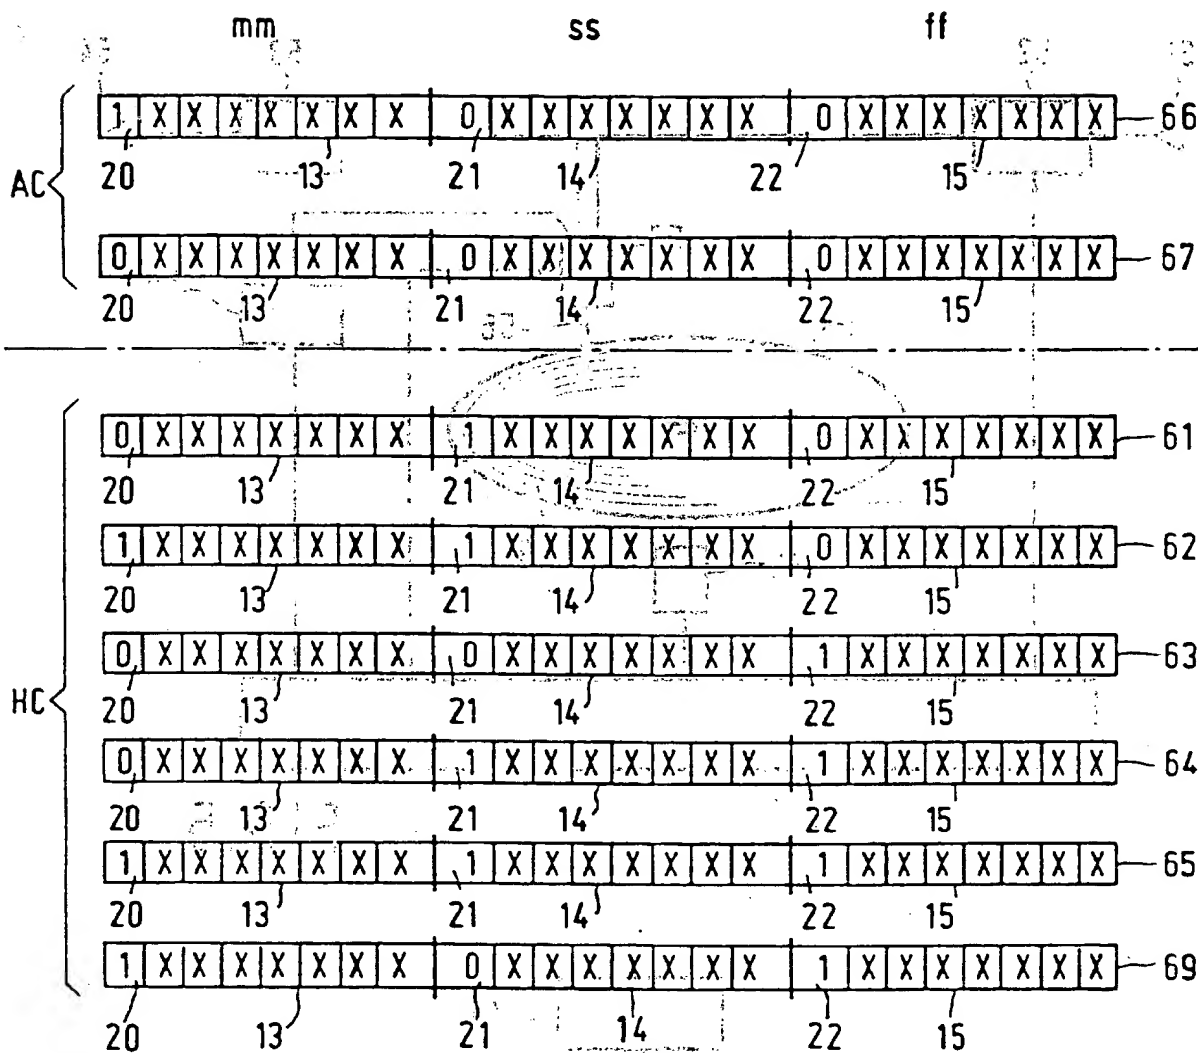 mm ss ff
1 X X X X X X X 0 X X X X X X X 0 X X X X X X X 66
20 13 21 14 22 15
AC
0 X X X X X X X 0 X X X X X X X 0 X X X X X X X 67
20 13 21 14 22 15
0 X X X X X X X 1 X X X X X X X 0 X X X X X X X 61
20 13 21 14 22 15
1 X X X X X X X 1 X X X X X X X 0 X X X X X X X 62
20 13 21 14 22 15
0 X X X X X X X 0 X X X X X X X 1 X X X X X X X 63
HC
20 13 21 14 22 15
0 X X X X X X X 1 X X X X X X X 1 X X X X X X X 64
20 13 21 14 22 15
1 X X X X X X X 1 X X X X X X X 1 X X X X X X X 65
20 13 21 14 22 15
1 X X X X X X X 0 X X X X X X X 1 X X X X X X X 69
20 13 21 14 22 15